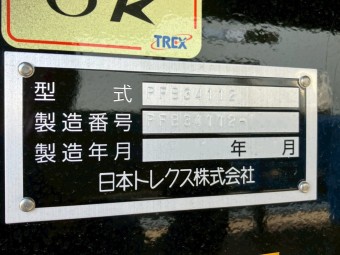 OK
TREX
型式
製造番号
製造年月 年 月
日本トレクス株式会社